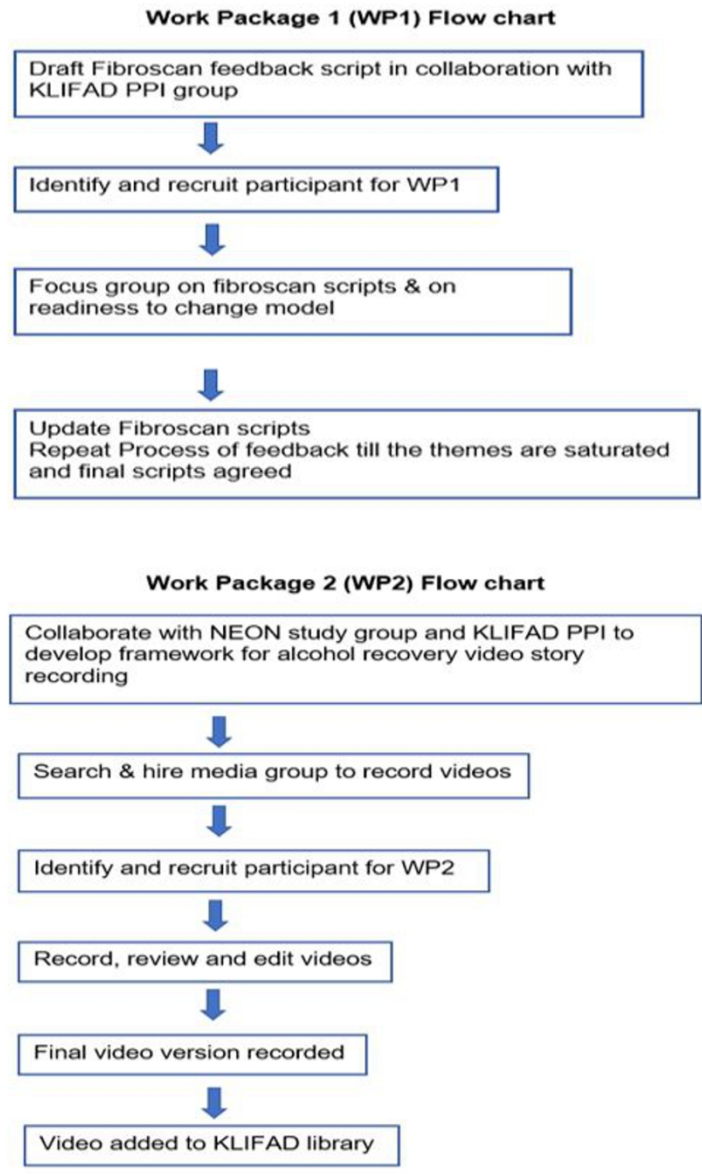 Work Package 1 (WP1) Flow chart
Draft Fibroscan feedback script in collaboration with
KLIFAD PPI group
Identify and recruit participant for WP1
Focus group on fibroscan scripts & on
readiness to change model
Update Fibroscan scripts
Repeat Process of feedback till the themes are saturated
and final scripts agreed
Work Package 2 (WP2) Flow chart
Collaborate with NEON study group and KLIFAD PPI to
develop framework for alcohol recovery video story
recording
Search & hire media group to record videos
Identify and recruit participant for WP2
Record, review and edit videos
Final video version recorded
Video added to KLIFAD library